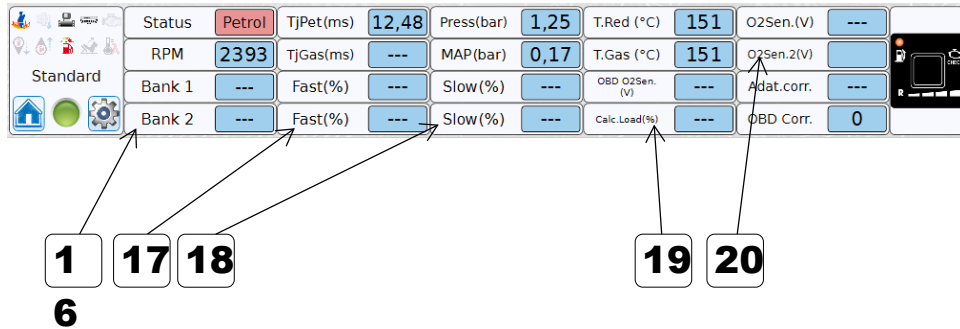 Status Petrol TjPet(ms) 12,48 Press(bar) 1,25 T.Red (°C) 151 O2Sen.(V) ---
RPM 2393 TjGas(ms) --- MAP(bar) 0,17 T.Gas (°C) 151 O2Sen.2(V)
Standard
Bank 1 --- Fast(%) --- Slow(%) --- OBD O2Sen.
(V) --- Adat.corr. ---
Bank 2 --- Fast(%) --- Slow(%) --- Calc.Load(%) --- OBD Corr. 0
CHEC
R
1
6
17
18
19
20